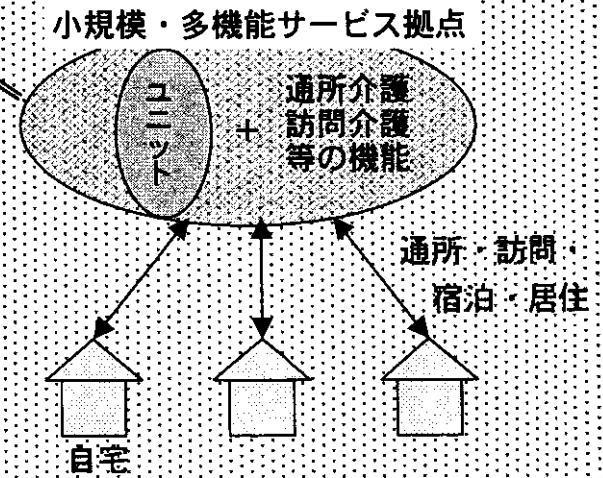 小規模・多機能サービス拠点
ユニット
+
通所介護
訪問介護
等の機能
通所・訪問・
宿泊・居住
自宅